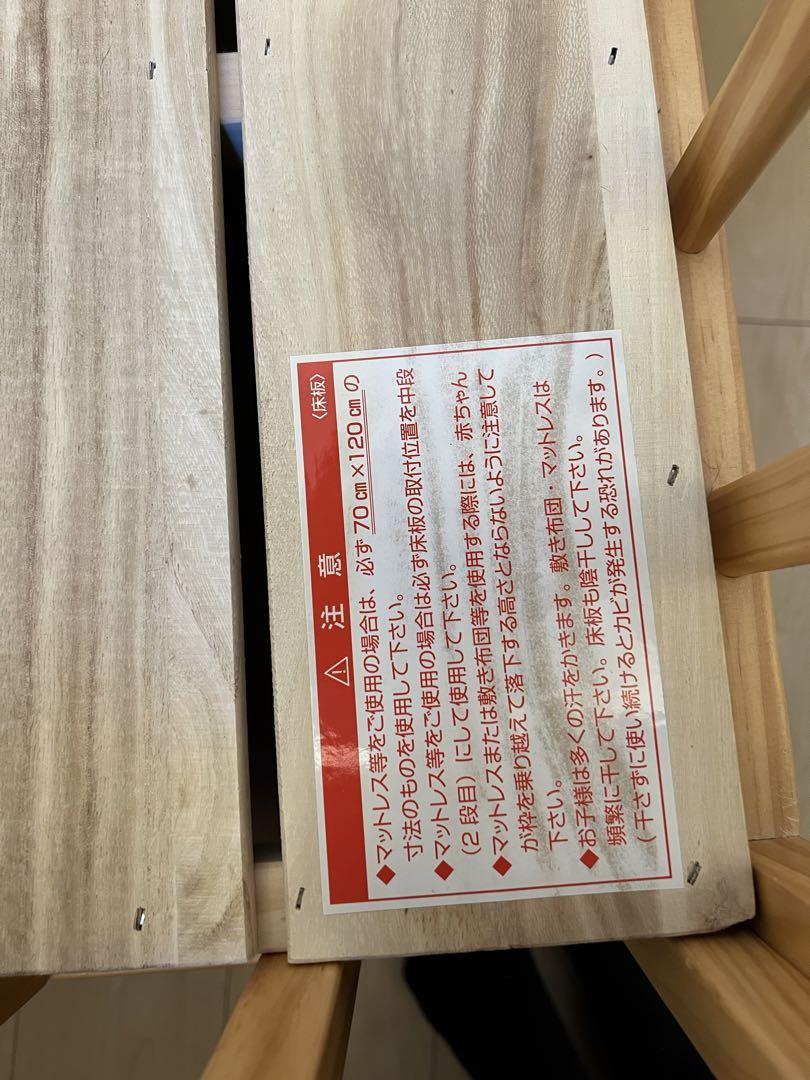 〈床板〉
⚠ 注 意
◆マットレス等をご使用の場合は、必ず 70㎝×120㎝ の
寸法のものを使用して下さい。
◆マットレス等をご使用の場合は必ず床板の取付位置を中段
（2段目）にして使用して下さい。
◆マットレスまたは敷き布団等を使用する際には、赤ちゃん
が枠を乗り越えて落下する高さとならないように注意して
下さい。
◆お子様は多くの汗をかきます。敷き布団・マットレスは
頻繁に干して下さい。床板も陰干しして下さい。
（干さずに使い続けるとカビが発生する恐れがあります。）